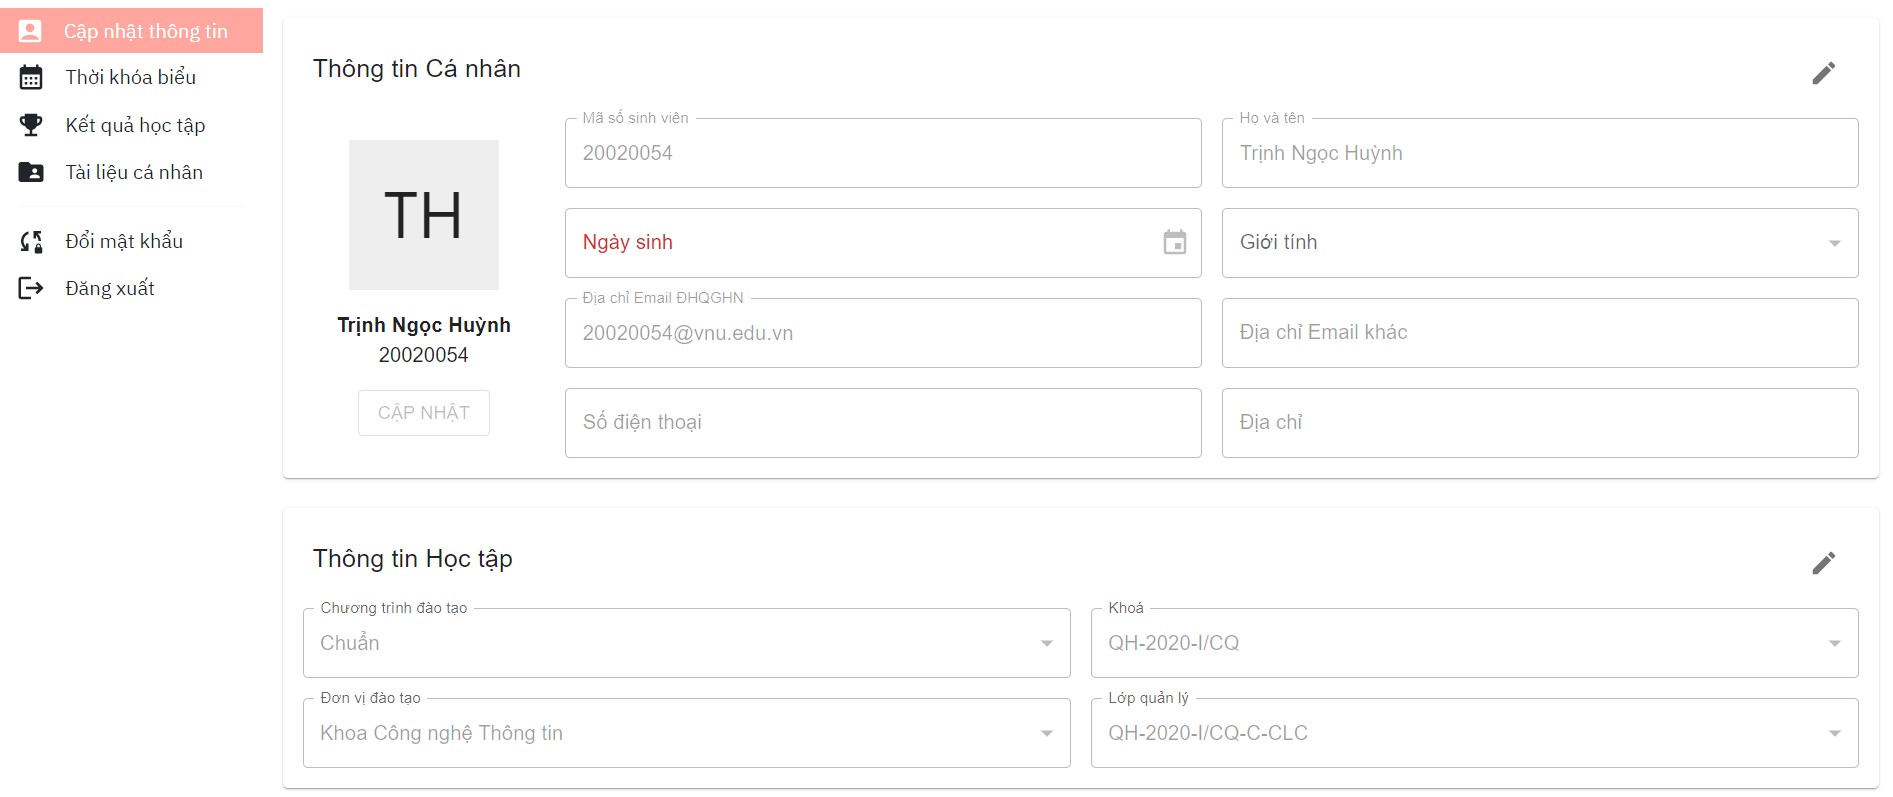 Cập nhật thông tin
Thời khóa biểu
Kết quả học tập
Tài liệu cá nhân
Đổi mật khẩu
Đăng xuất
Thông tin Cá nhân
TH
Trịnh Ngọc Huỳnh
20020054
CẬP NHẬT
Mã số sinh viên
20020054
Họ và tên
Trịnh Ngọc Huỳnh
Ngày sinh
Giới tính
Địa chỉ Email ĐHQGHN
20020054@vnu.edu.vn
Địa chỉ Email khác
Số điện thoại
Địa chỉ
Thông tin Học tập
Chương trình đào tạo
Chuẩn
Khoá
QH-2020-I/CQ
Đơn vị đào tạo
Khoa Công nghệ Thông tin
Lớp quản lý
QH-2020-I/CQ-C-CLC